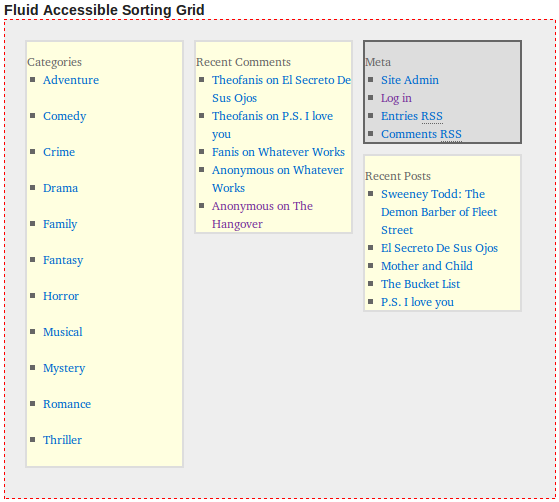 Fluid Accessible Sorting Grid
Categories
Adventure
Comedy
Crime
Drama
Family
Fantasy
Horror
Musical
Mystery
Romance
Thriller
Recent Comments
Theofanis on El Secreto De
Sus Ojos
Theofanis on P.S. I love
you
Fanis on Whatever Works
Anonymous on Whatever
Works
Anonymous on The
Hangover
Meta
Site Admin
Log in
Entries RSS
Comments RSS
Recent Posts
Sweeney Todd: The
Demon Barber of Fleet
Street
El Secreto De Sus Ojos
Mother and Child
The Bucket List
P.S. I love you